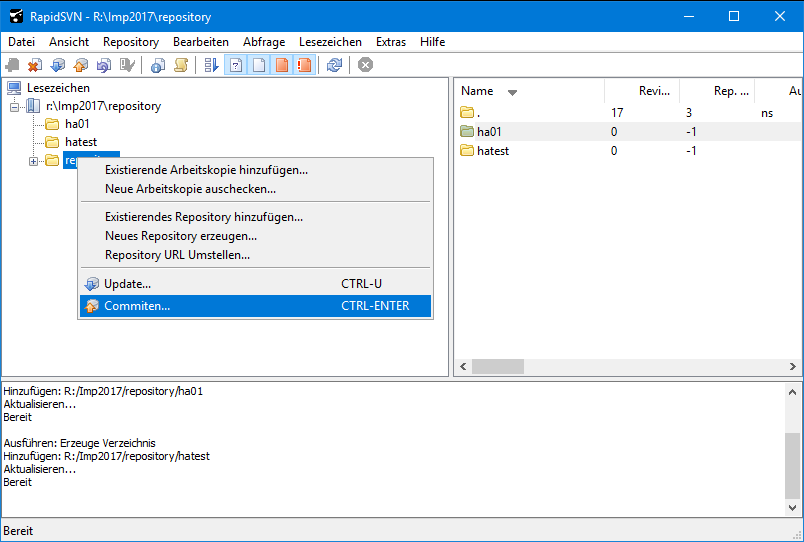 RapidSVN - R:\Imp2017\repository
Datei Ansicht Repository Bearbeiten Abfrage Lesezeichen Extras Hilfe
Lesezeichen
r:\Imp2017\repository
ha01
hatest
Existierende Arbeitskopie hinzufügen...
Neue Arbeitskopie auschecken...
Existierendes Repository hinzufügen...
Neues Repository erzeugen...
Repository URL Umstellen...
Update... CTRL-U
Commiten... CTRL-ENTER
Name Revi... Rep. ... Au
. 17 3 ns
ha01 0 -1
hatest 0 -1
Hinzufügen: R:/Imp2017/repository/ha01
Aktualisieren...
Bereit
Ausführen: Erzeuge Verzeichnis
Hinzufügen: R:/Imp2017/repository/hatest
Aktualisieren...
Bereit
Bereit